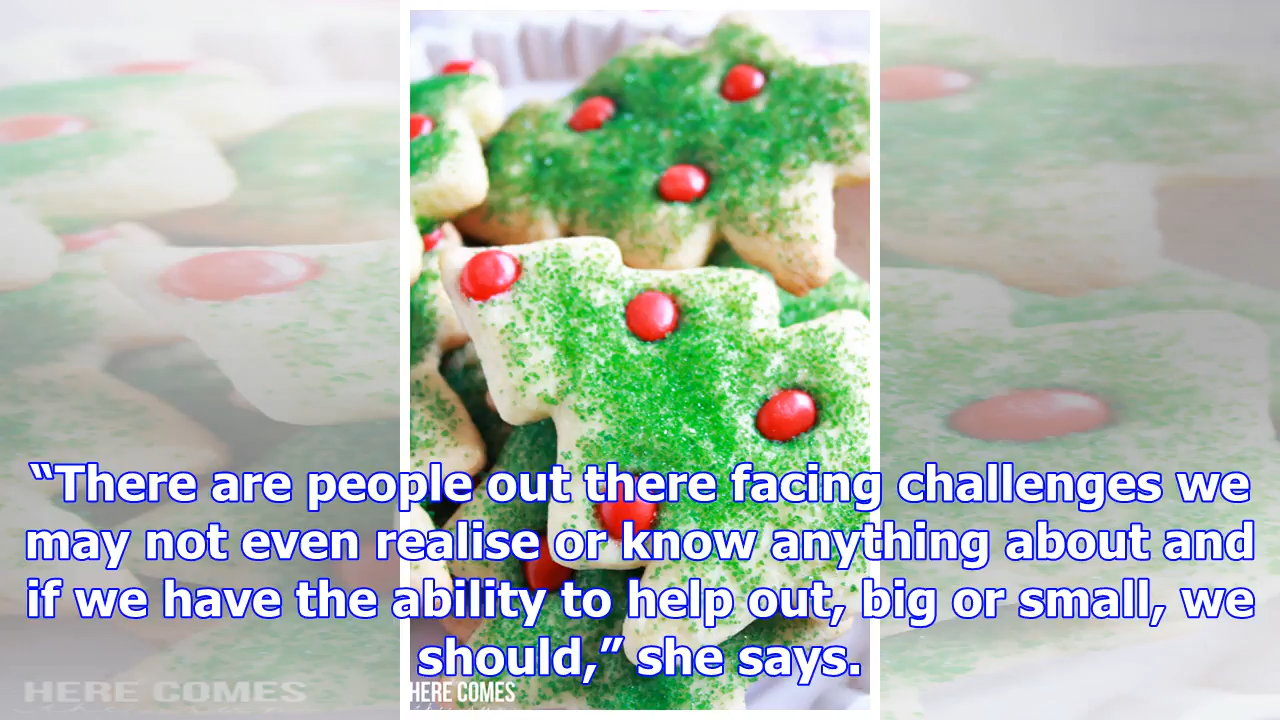 “There are people out there facing challenges we
may not even realise or know anything about and
if we have the ability to help out, big or small, we
should,” she says.
HERE COMES
HERE COMES